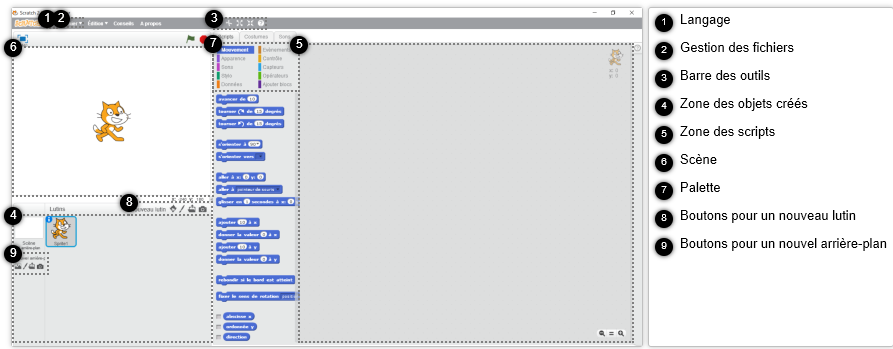 Scratch 2
SCRATCH
Éditer
Conseils
A propos
Scripts
Costumes
Sons
Mouvement
Apparence
Sons
Stylo
Données
Événements
Contrôle
Capteurs
Opérateurs
Ajouter blocs
avancer de 10
tourner de 15 degrés
tourner de 15 degrés
s'orienter à 90
s'orienter vers
aller à x: 0 y: 0
aller à pointeur de souris
glisser en 1 secondes à x: 0
ajouter 10 à x
donner la valeur 0 à x
ajouter 10 à y
donner la valeur 0 à y
rebondir si le bord est atteint
fixer le sens de rotation
abscisse x
ordonnée y
direction
Lutins
Nouveau lutin
Scène
Sprite1
1 Langage
2 Gestion des fichiers
3 Barre des outils
4 Zone des objets créés
5 Zone des scripts
6 Scène
7 Palette
8 Boutons pour un nouveau lutin
9 Boutons pour un nouvel arrière-plan